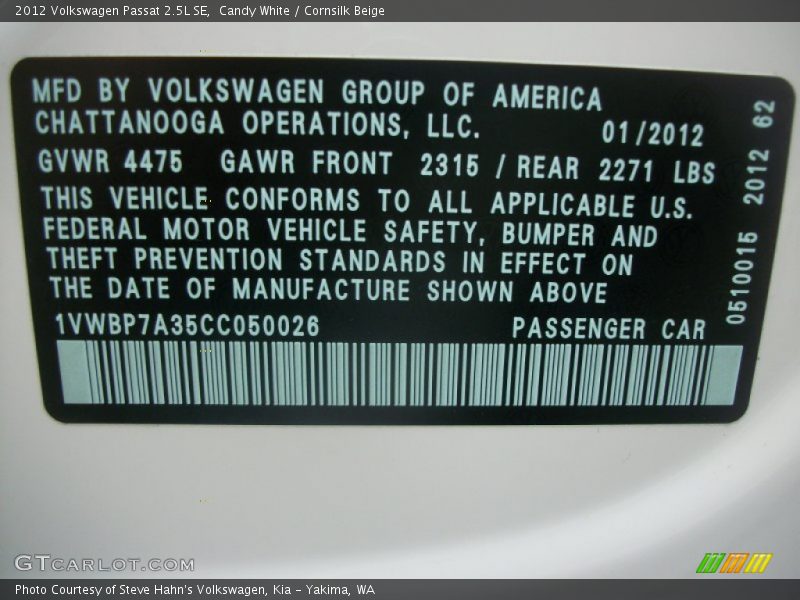 2012 Volkswagen Passat 2.5L SE, Candy White / Cornsilk Beige
MFD BY VOLKSWAGEN GROUP OF AMERICA
CHATTANOOGA OPERATIONS, LLC. 01/2012
GVWR 4475 GAWR FRONT 2315 / REAR 2271 LBS
THIS VEHICLE CONFORMS TO ALL APPLICABLE U.S.
FEDERAL MOTOR VEHICLE SAFETY, BUMPER AND
THEFT PREVENTION STANDARDS IN EFFECT ON
THE DATE OF MANUFACTURE SHOWN ABOVE
1VWBP7A35CC050026 PASSENGER CAR
0510015 2012 62
GTCARLOT.COM
Photo Courtesy of Steve Hahn's Volkswagen, Kia - Yakima, WA